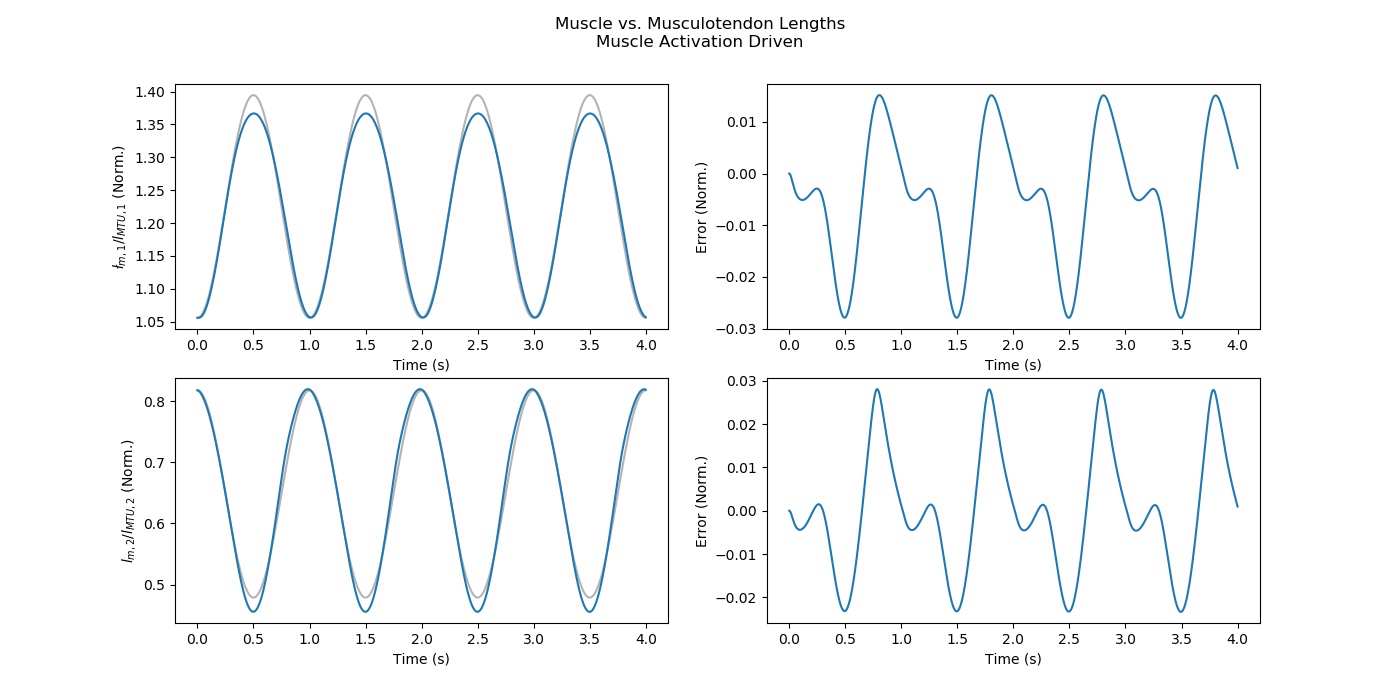 Muscle vs. Musculotendon Lengths
Muscle Activation Driven
1.40
1.35
1.30
1.25
1.20
1.15
1.10
1.05
l_{m,1}/l_{MTU,1} (Norm.)
0.0 0.5 1.0 1.5 2.0 2.5 3.0 3.5 4.0
Time (s)
0.01
0.00
−0.01
−0.02
−0.03
Error (Norm.)
0.0 0.5 1.0 1.5 2.0 2.5 3.0 3.5 4.0
Time (s)
0.8
0.7
0.6
0.5
l_{m,2}/l_{MTU,2} (Norm.)
0.0 0.5 1.0 1.5 2.0 2.5 3.0 3.5 4.0
Time (s)
0.03
0.02
0.01
0.00
−0.01
−0.02
Error (Norm.)
0.0 0.5 1.0 1.5 2.0 2.5 3.0 3.5 4.0
Time (s)